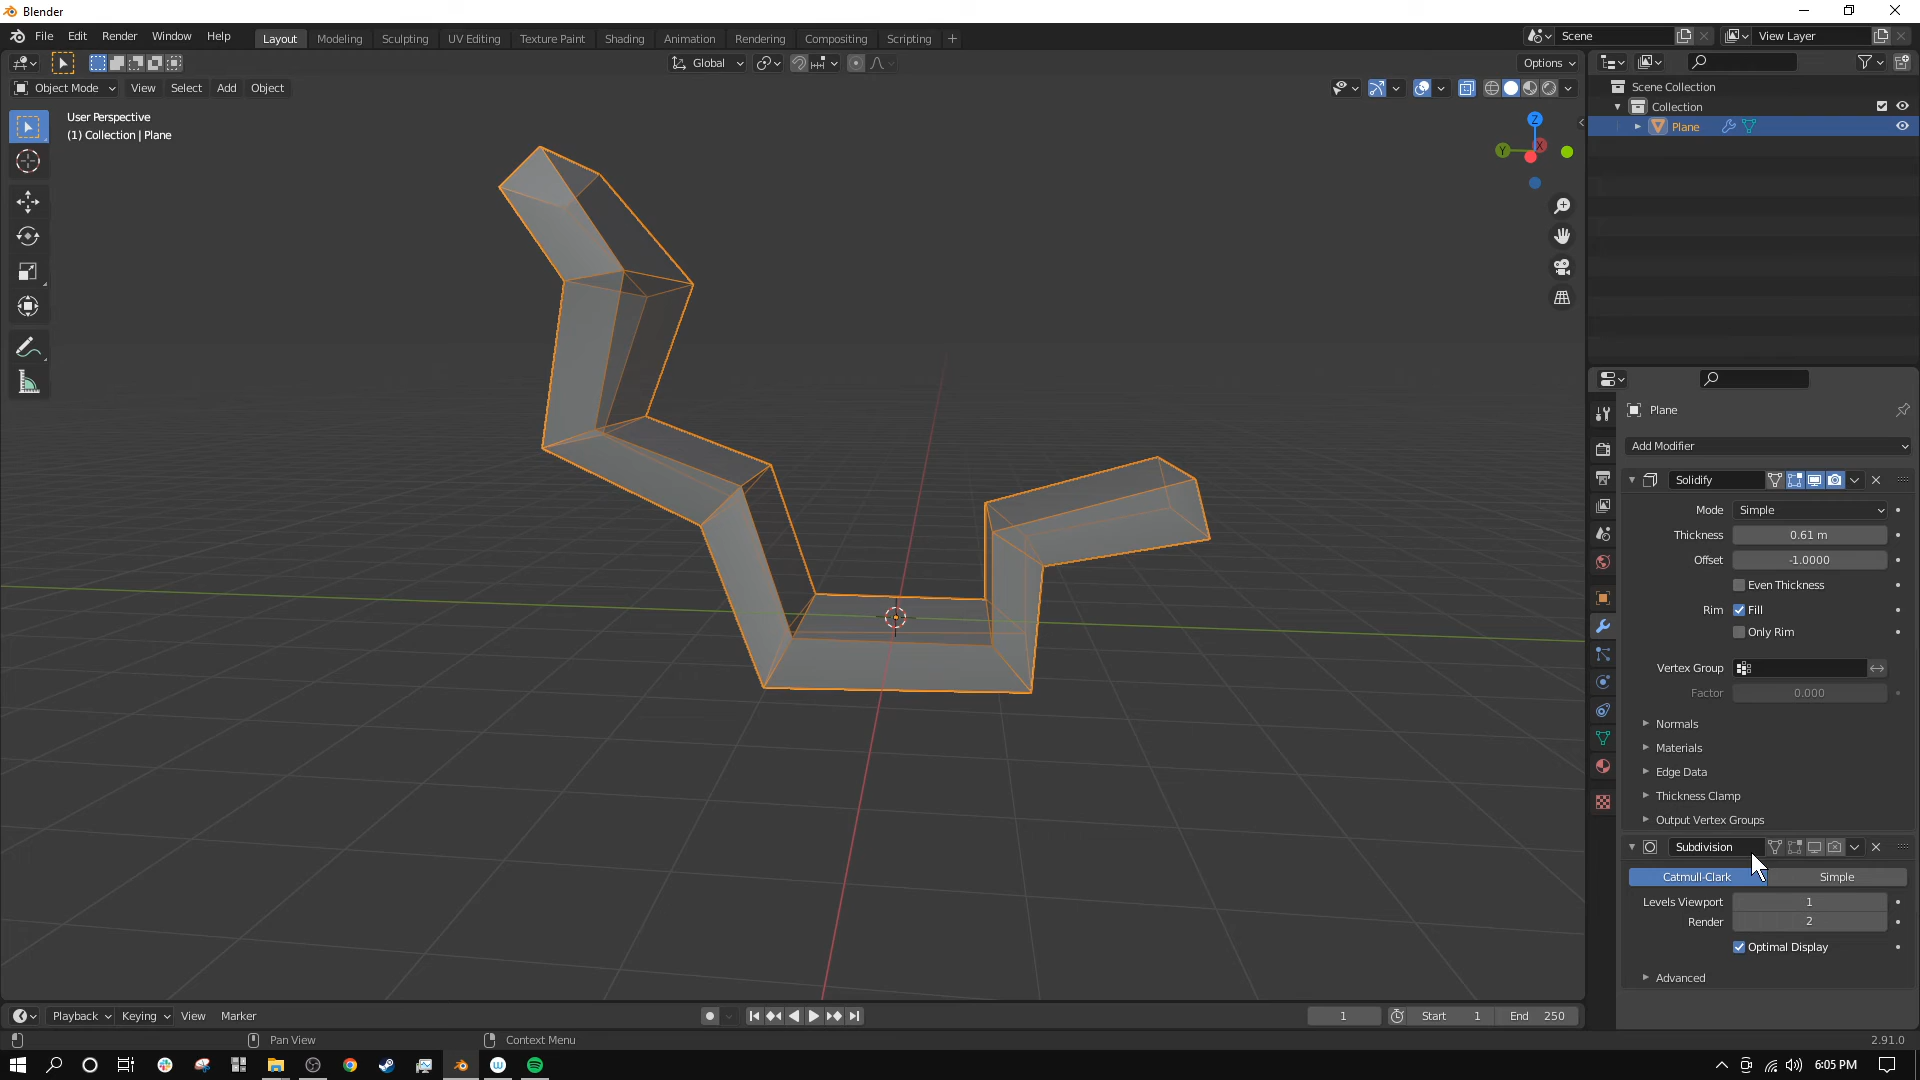 Blender
File Edit Render Window Help
Layout Modeling Sculpting UV Editing Texture Paint Shading Animation Rendering Compositing Scripting +
Scene
View Layer
Global
Options
Object Mode View Select Add Object
User Perspective
(1) Collection | Plane
Z
Y
X
Scene Collection
Collection
Plane
Plane
Add Modifier
Solidify
Mode Simple
Thickness 0.61 m
Offset -1.0000
Even Thickness
Rim Fill
Only Rim
Vertex Group
Factor 0.000
Normals
Materials
Edge Data
Thickness Clamp
Output Vertex Groups
Subdivision
Catmull-Clark Simple
Levels Viewport 1
Render 2
Optimal Display
Advanced
Playback Keying View Marker
1
Start 1
End 250
Pan View
Context Menu
2.91.0
6:05 PM